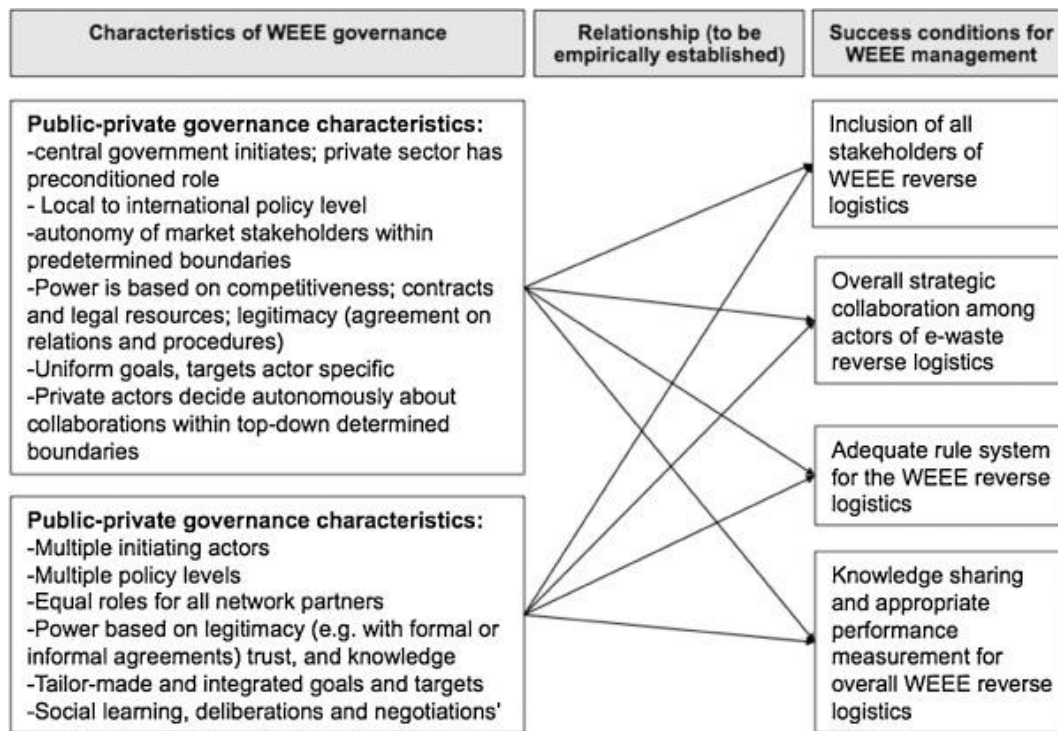 Characteristics of WEEE governance
Relationship (to be
empirically established)
Success conditions for
WEEE management
Public-private governance characteristics:
-central government initiates; private sector has
preconditioned role
- Local to international policy level
-autonomy of market stakeholders within
predetermined boundaries
-Power is based on competitiveness; contracts
and legal resources; legitimacy (agreement on
relations and procedures)
-Uniform goals, targets actor specific
-Private actors decide autonomously about
collaborations within top-down determined
boundaries
Public-private governance characteristics:
-Multiple initiating actors
-Multiple policy levels
-Equal roles for all network partners
-Power based on legitimacy (e.g. with formal or
informal agreements) trust, and knowledge
-Tailor-made and integrated goals and targets
-Social learning, deliberations and negotiations'
Inclusion of all
stakeholders of
WEEE reverse
logistics
Overall strategic
collaboration among
actors of e-waste
reverse logistics
Adequate rule system
for the WEEE reverse
logistics
Knowledge sharing
and appropriate
performance
measurement for
overall WEEE reverse
logistics